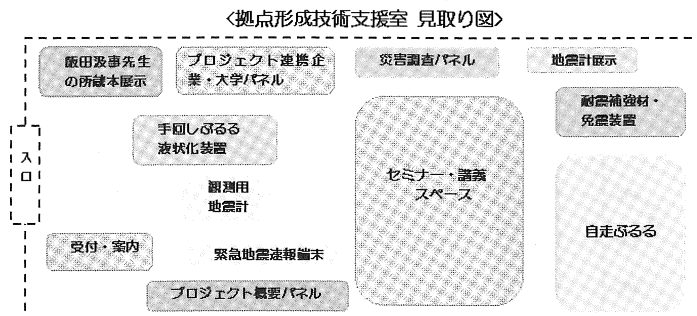 <拠点形成技術支援室 見取り図>
飯田汲事先生
の所蔵本展示
プロジェクト連携企
業・大学パネル
災害調査パネル
地震計展示
耐震補強材・
免震装置
手回しぶるる
液状化装置
入
口
観測用
地震計
セミナー・講義
スペース
自走ぶるる
受付・案内
緊急地震速報端末
プロジェクト概要パネル